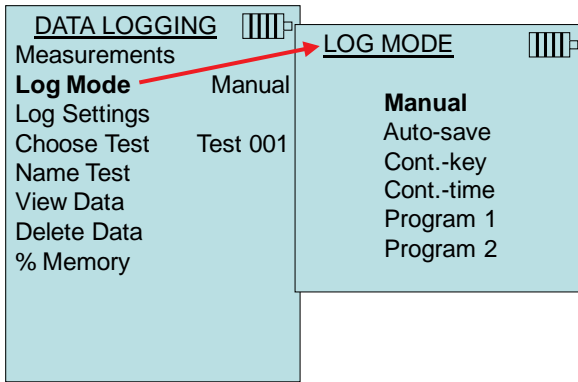 DATA LOGGING
Measurements
Log Mode Manual
Log Settings
Choose Test Test 001
Name Test
View Data
Delete Data
% Memory
LOG MODE
Manual
Auto-save
Cont.-key
Cont.-time
Program 1
Program 2